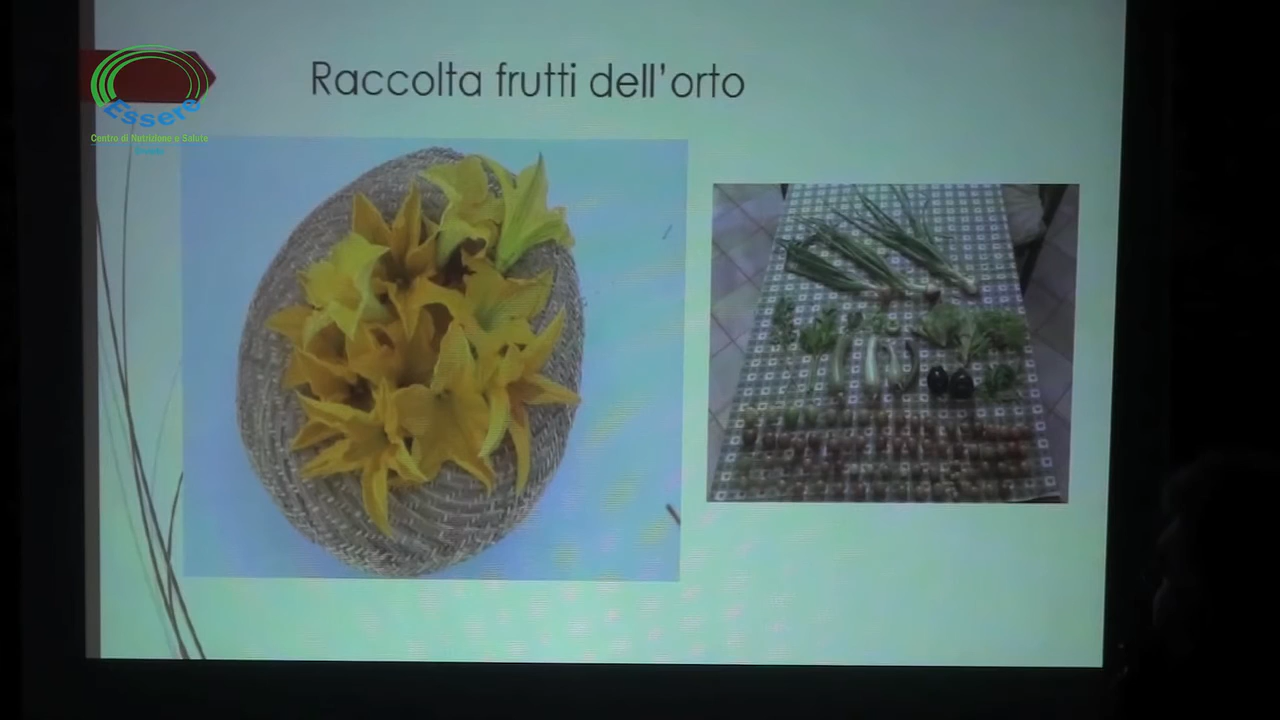 Raccolta frutti dell'orto
Essere
Centro di Nutrizione e Salute